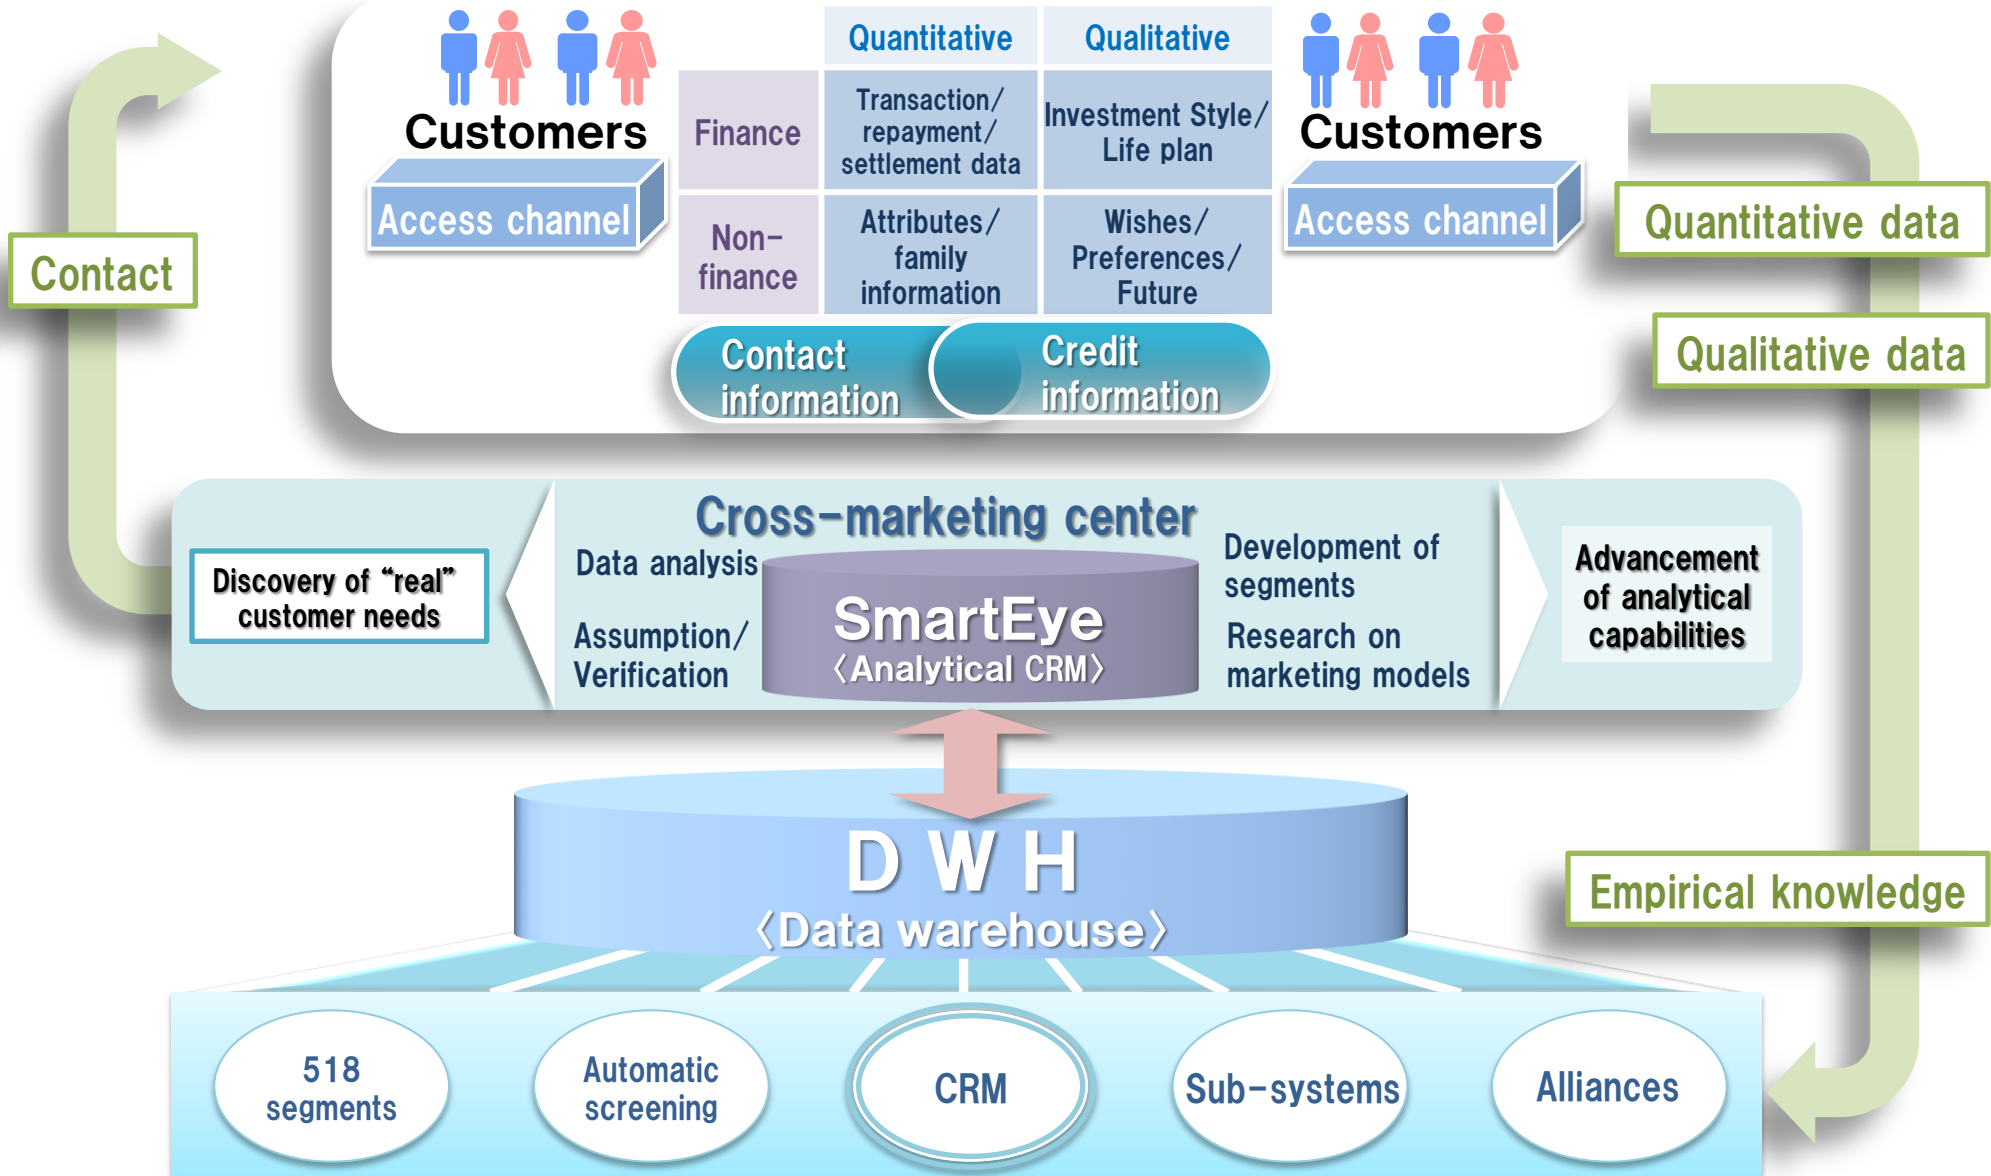 Customers
Access channel
Quantitative
Qualitative
Finance
Transaction/
repayment/
settlement data
Investment Style/
Life plan
Non-
finance
Attributes/
family
information
Wishes/
Preferences/
Future
Contact
information
Credit
information
Customers
Access channel
Contact
Quantitative data
Qualitative data
Cross-marketing center
Discovery of “real”
customer needs
Data analysis
Assumption/
Verification
SmartEye
〈Analytical CRM〉
Development of
segments
Research on
marketing models
Advancement
of analytical
capabilities
D W H
〈Data warehouse〉
Empirical knowledge
518
segments
Automatic
screening
CRM
Sub-systems
Alliances